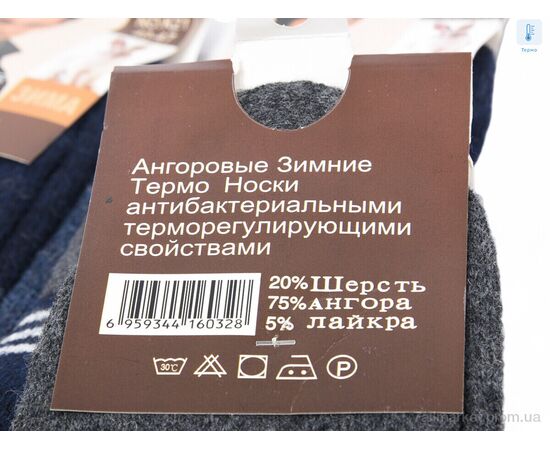 Термо
ЗИМА
Ангоровые Зимние
Термо Носки
антибактериальными
терморегулирующими
свойствами
20% Шерсть
75% ангора
5% лайкра
6 959344 160328
30°C
P